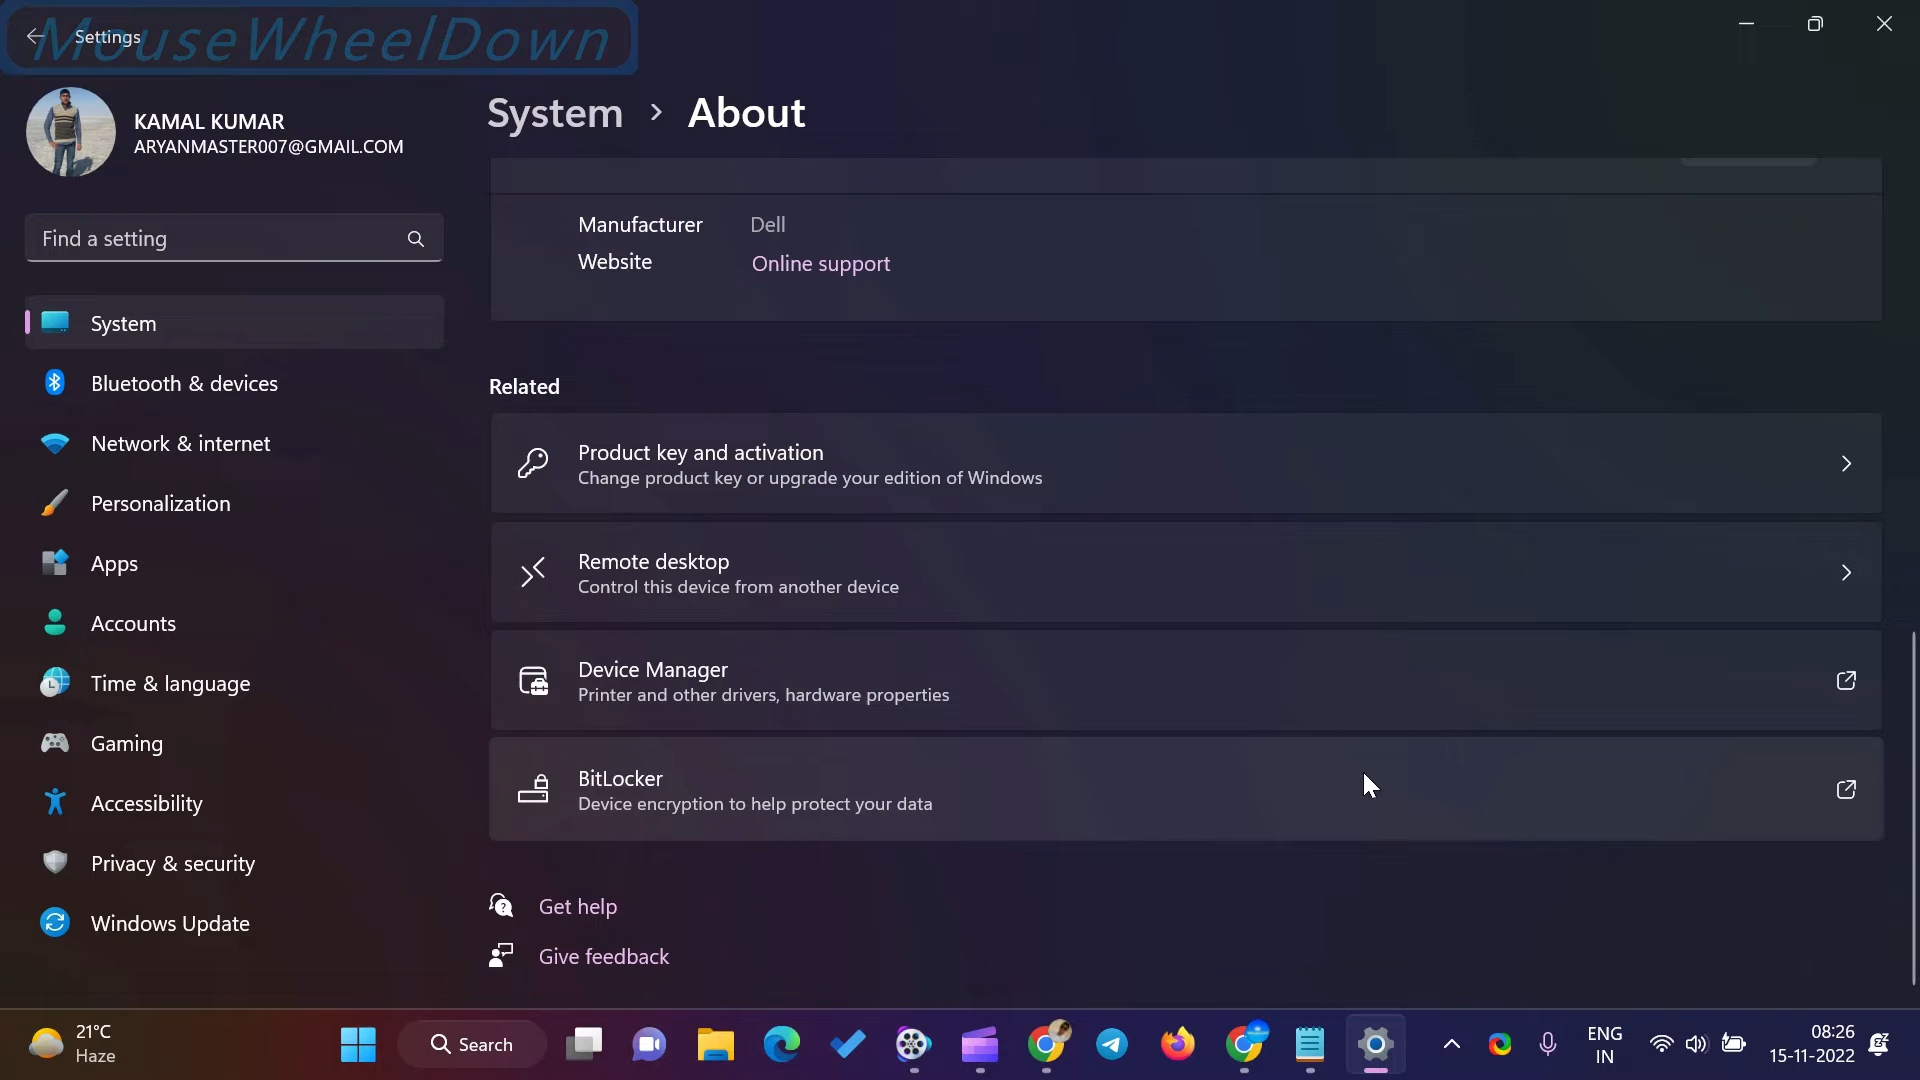 MouseWheelDown
Settings
KAMAL KUMAR
ARYANMASTER007@GMAIL.COM
Find a setting
System
Bluetooth & devices
Network & internet
Personalization
Apps
Accounts
Time & language
Gaming
Accessibility
Privacy & security
Windows Update
System > About
Manufacturer Dell
Website Online support
Related
Product key and activation
Change product key or upgrade your edition of Windows
Remote desktop
Control this device from another device
Device Manager
Printer and other drivers, hardware properties
BitLocker
Device encryption to help protect your data
Get help
Give feedback
21°C
Haze
Search
ENG
IN
08:26
15-11-2022